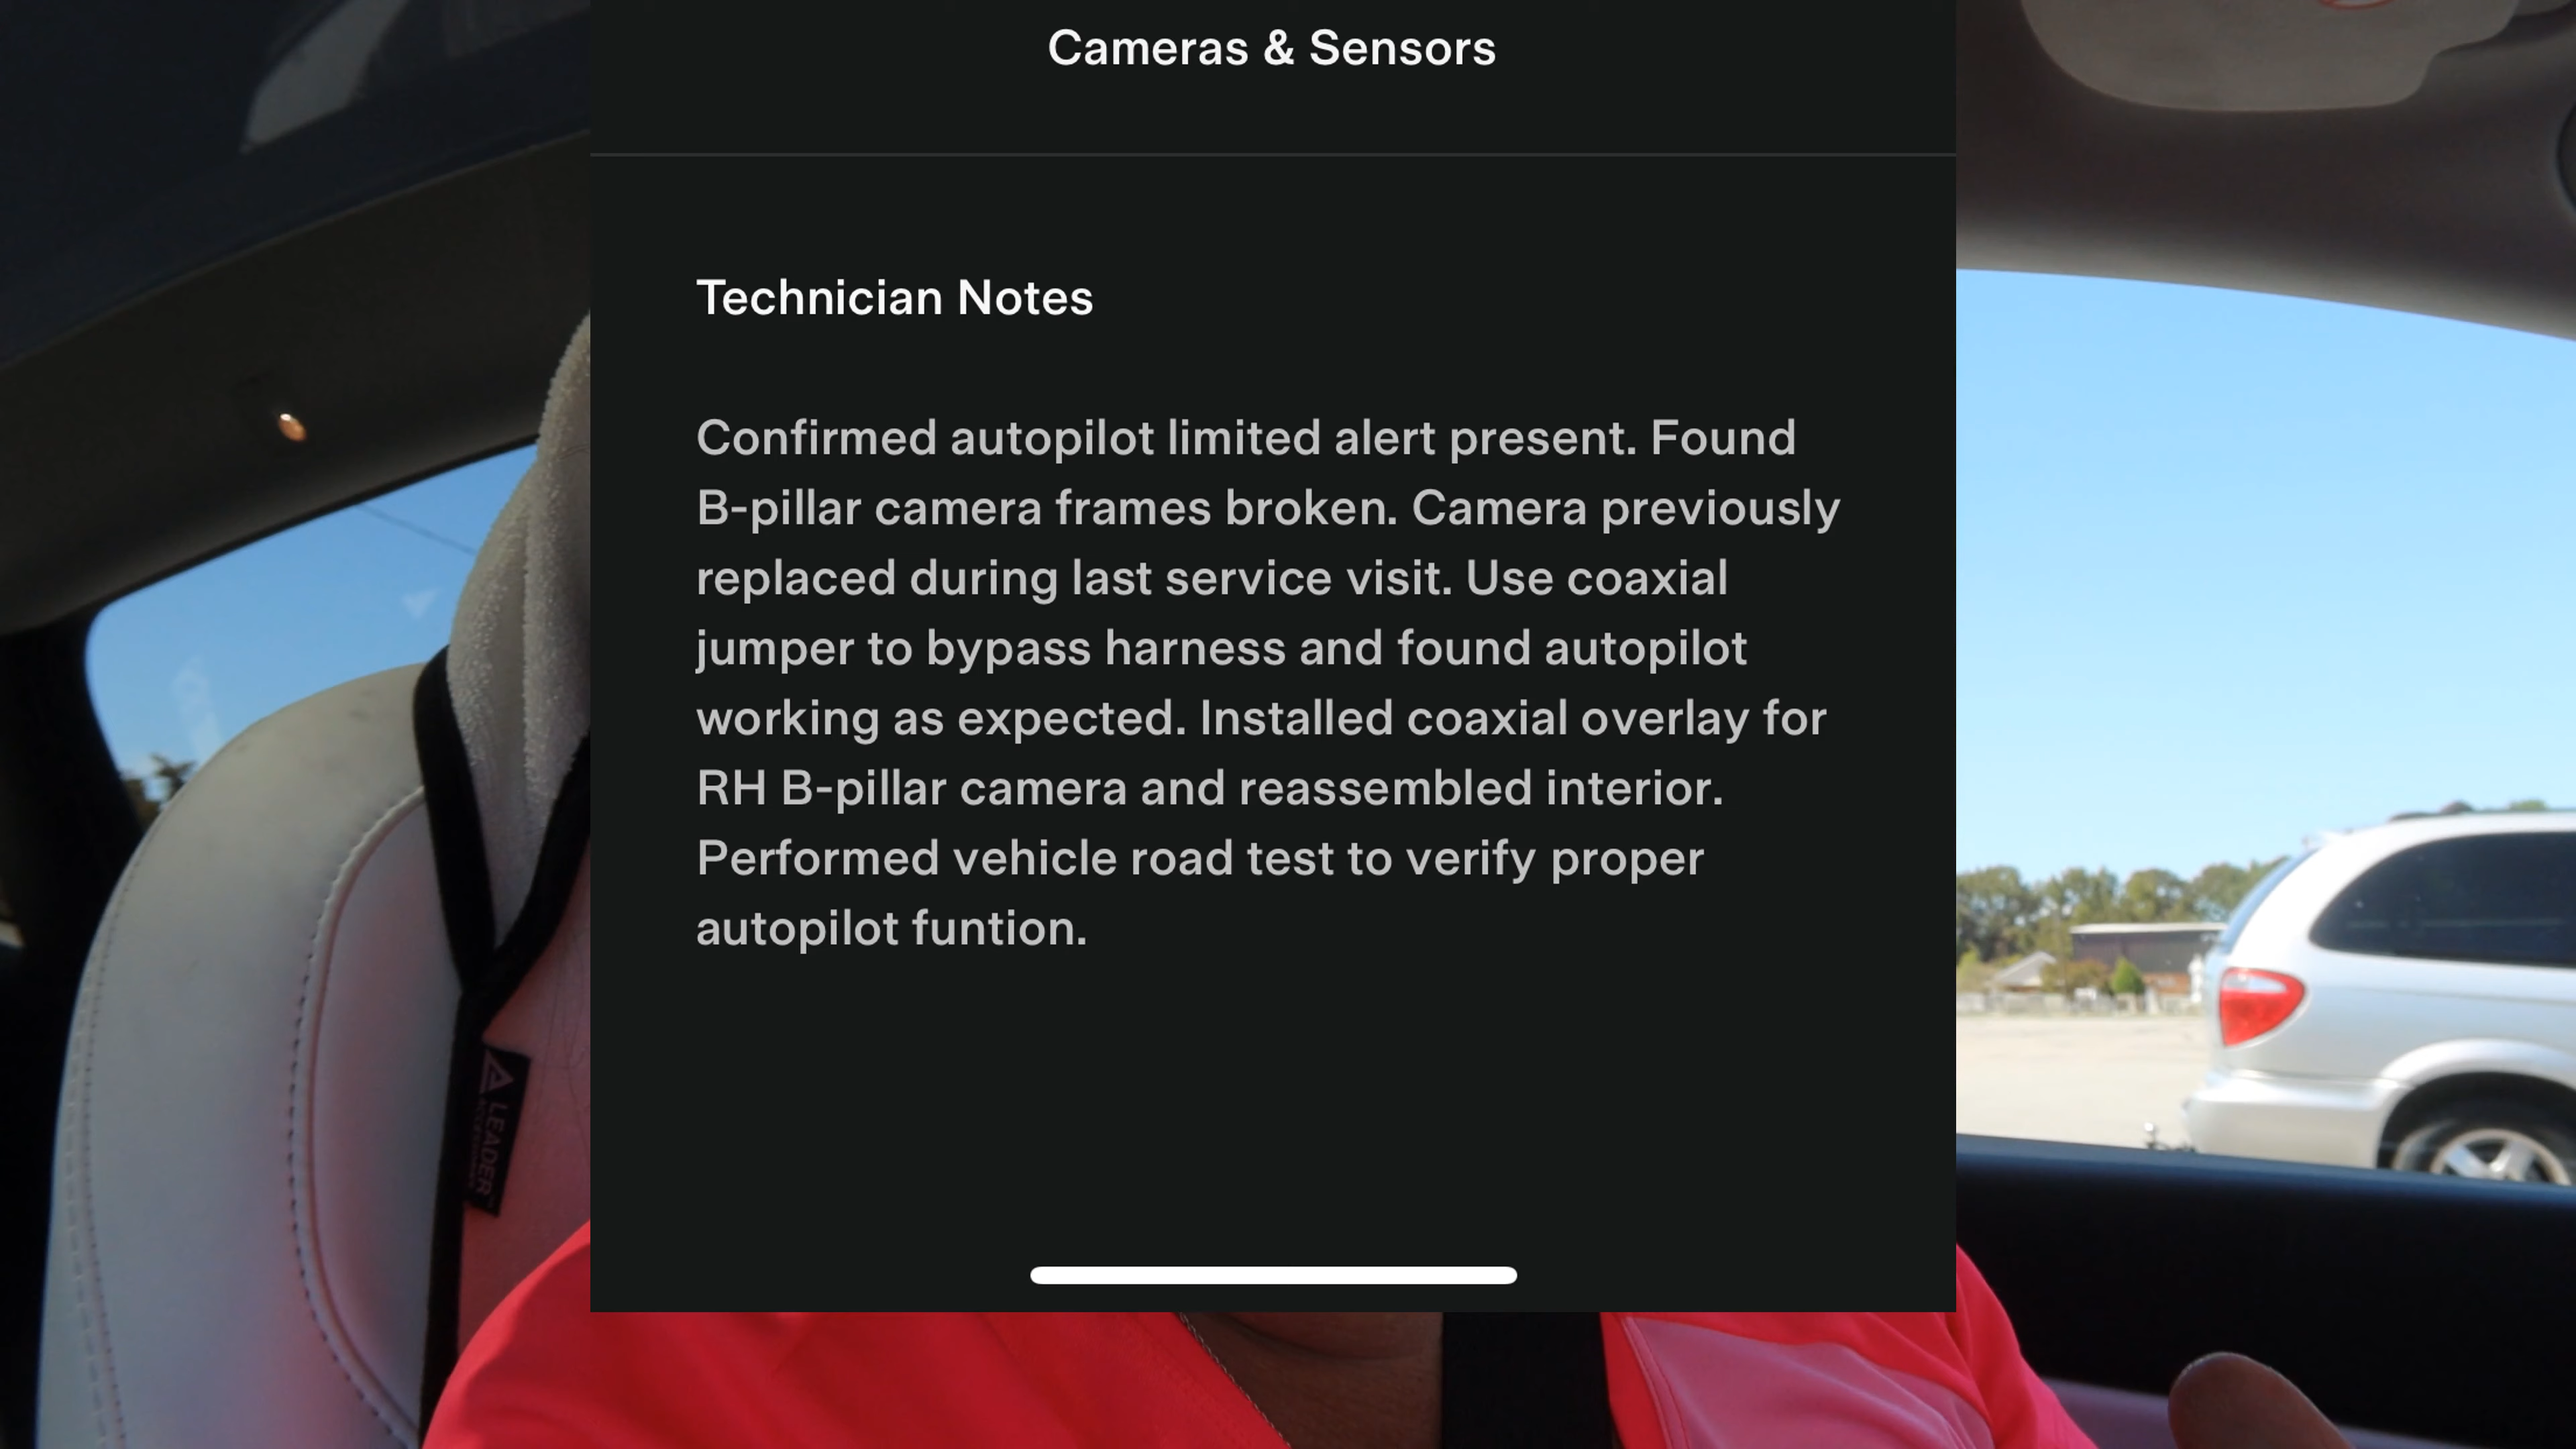 Cameras & Sensors
Technician Notes
Confirmed autopilot limited alert present. Found
B-pillar camera frames broken. Camera previously
replaced during last service visit. Use coaxial
jumper to bypass harness and found autopilot
working as expected. Installed coaxial overlay for
RH B-pillar camera and reassembled interior.
Performed vehicle road test to verify proper
autopilot funtion.
LEADER
ACCESSORIES